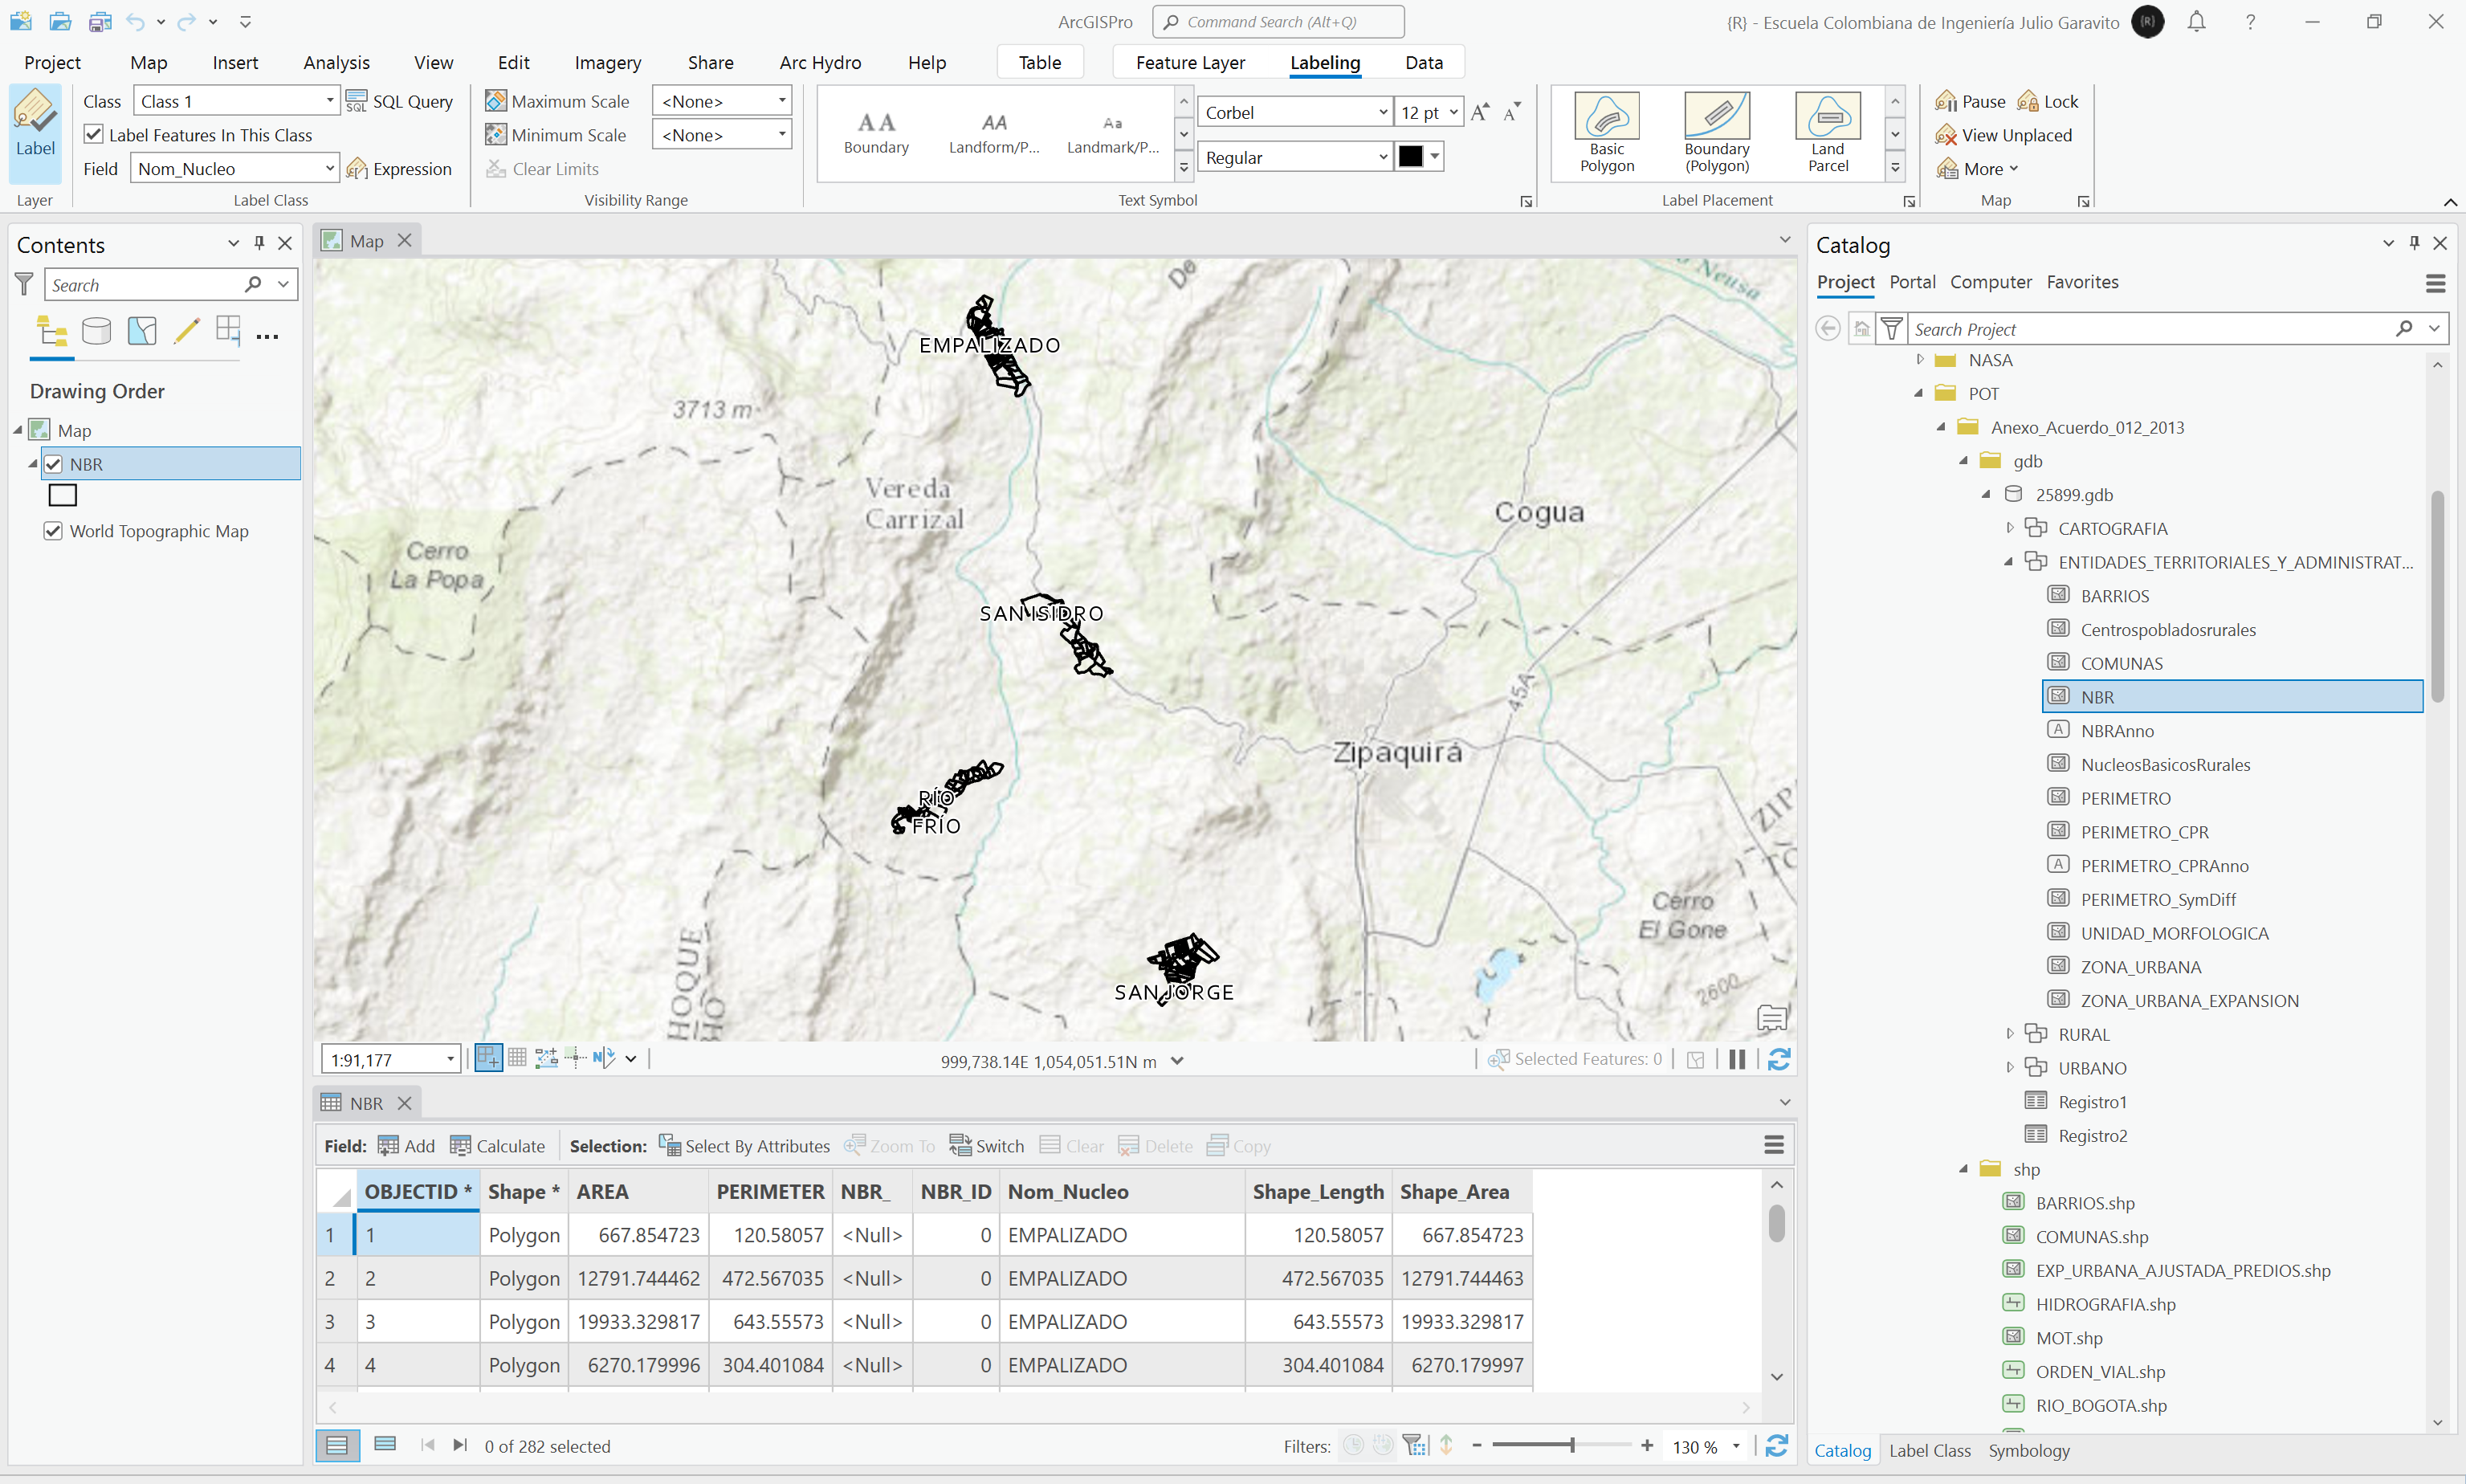 ArcGISPro
Command Search (Alt+Q)
{R} - Escuela Colombiana de Ingeniería Julio Garavito
{R}
?
Project Map Insert Analysis View Edit Imagery Share Arc Hydro Help Table Feature Layer Labeling Data
Label
Layer
Class
Class 1
SQL
SQL Query
Label Features In This Class
Field
Nom_Nucleo
Expression
Label Class
Maximum Scale
<None>
Minimum Scale
<None>
Clear Limits
Visibility Range
AA
Boundary
AA
Landform/P...
Aa
Landmark/P...
Corbel
12 pt
Regular
Text Symbol
Basic
Polygon
Boundary
(Polygon)
Land
Parcel
Label Placement
Pause
Lock
View Unplaced
More
Map
Contents
Search
Drawing Order
Map
NBR
World Topographic Map
Map
De
Neusa
EMPALIZADO
3713 m
Vereda
Carrizal
Cogua
Cerro
La Popa
SAN ISIDRO
45A
Zipaquirá
RÍO
FRÍO
ZIP
Cerro
El Gone
2600
HOQUE
HO
SAN JORGE
1:91,177
999,738.14E 1,054,051.51N m
Selected Features: 0
NBR
Field: Add Calculate Selection: Select By Attributes Zoom To Switch Clear Delete Copy
OBJECTID * Shape * AREA PERIMETER NBR_ NBR_ID Nom_Nucleo Shape_Length Shape_Area
1 1 Polygon 667.854723 120.58057 <Null> 0 EMPALIZADO 120.58057 667.854723
2 2 Polygon 12791.744462 472.567035 <Null> 0 EMPALIZADO 472.567035 12791.744463
3 3 Polygon 19933.329817 643.55573 <Null> 0 EMPALIZADO 643.55573 19933.329817
4 4 Polygon 6270.179996 304.401084 <Null> 0 EMPALIZADO 304.401084 6270.179997
0 of 282 selected
Filters:
130 %
Catalog
Project Portal Computer Favorites
Search Project
NASA
POT
Anexo_Acuerdo_012_2013
gdb
25899.gdb
CARTOGRAFIA
ENTIDADES_TERRITORIALES_Y_ADMINISTRAT...
BARRIOS
Centrospobladosrurales
COMUNAS
NBR
NBRAnno
NucleosBasicosRurales
PERIMETRO
PERIMETRO_CPR
PERIMETRO_CPRAnno
PERIMETRO_SymDiff
UNIDAD_MORFOLOGICA
ZONA_URBANA
ZONA_URBANA_EXPANSION
RURAL
URBANO
Registro1
Registro2
shp
BARRIOS.shp
COMUNAS.shp
EXP_URBANA_AJUSTADA_PREDIOS.shp
HIDROGRAFIA.shp
MOT.shp
ORDEN_VIAL.shp
RIO_BOGOTA.shp
Catalog Label Class Symbology